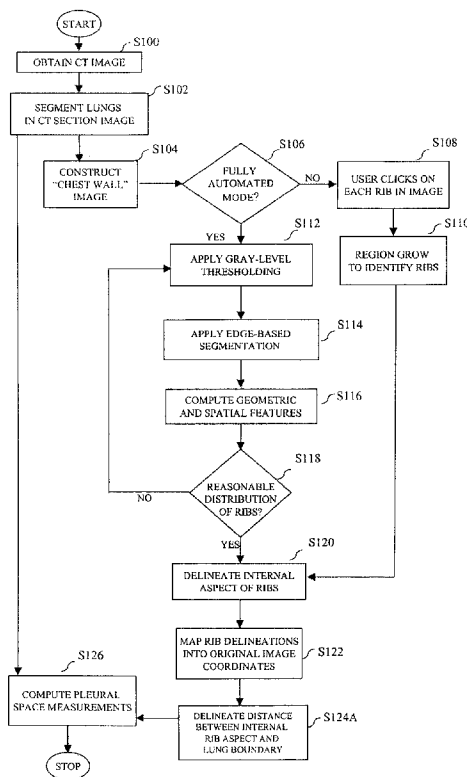 START
S100
OBTAIN CT IMAGE
S102
SEGMENT LUNGS
IN CT SECTION IMAGE
S104
CONSTRUCT
"CHEST WALL"
IMAGE
S106
FULLY
AUTOMATED
MODE?
NO
S108
USER CLICKS ON
EACH RIB IN IMAGE
YES
S112
APPLY GRAY-LEVEL
THRESHOLDING
S110
REGION GROW
TO IDENTIFY RIBS
S114
APPLY EDGE-BASED
SEGMENTATION
S116
COMPUTE GEOMETRIC
AND SPATIAL FEATURES
S118
REASONABLE
DISTRIBUTION
OF RIBS?
NO
YES
S120
DELINEATE INTERNAL
ASPECT OF RIBS
S122
MAP RIB DELINEATIONS
INTO ORIGINAL IMAGE
COORDINATES
S124A
DELINEATE DISTANCE
BETWEEN INTERNAL
RIB ASPECT AND
LUNG BOUNDARY
S126
COMPUTE PLEURAL
SPACE MEASUREMENTS
STOP